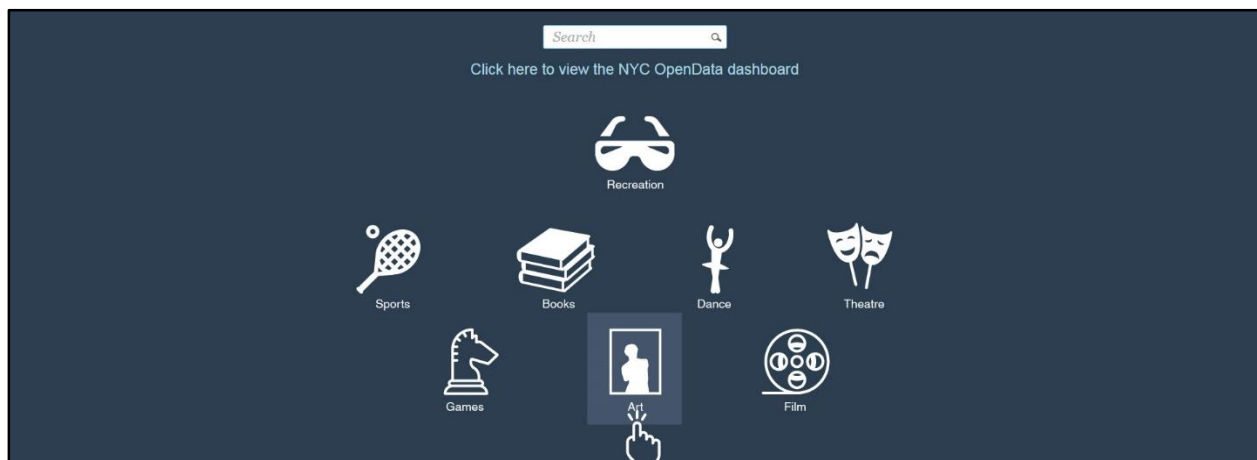 Search
Click here to view the NYC OpenData dashboard
Recreation
Sports
Books
Dance
Theatre
Games
Art
Film